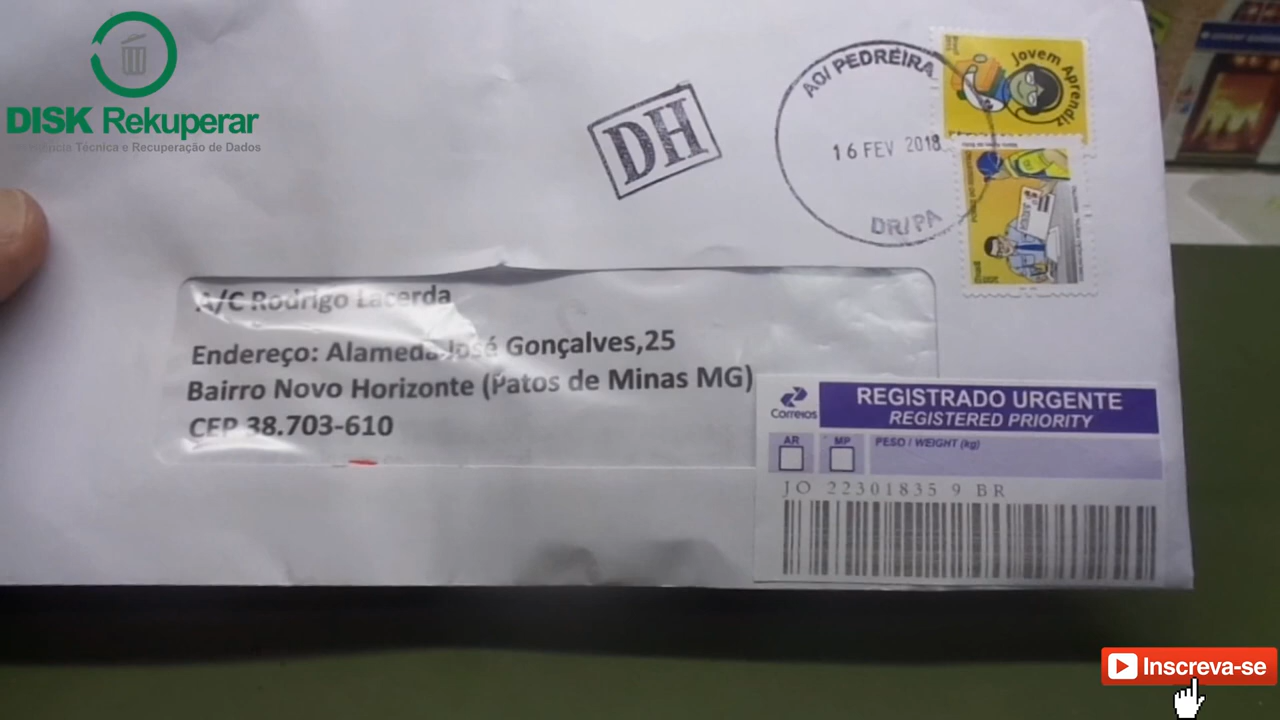 DISK Rekuperar
Assistência Técnica e Recuperação de Dados
DH
AC/ PEDREIRA
16 FEV 2018
DR/PA
Jovem Aprendiz
A/C Rodrigo Lacerda
Endereço: Alameda José Gonçalves,25
Bairro Novo Horizonte (Patos de Minas MG)
CEP 38.703-610
Correios
REGISTRADO URGENTE
REGISTERED PRIORITY
AR
MP
PESO / WEIGHT (kg)
JO 22301835 9 BR
Inscreva-se